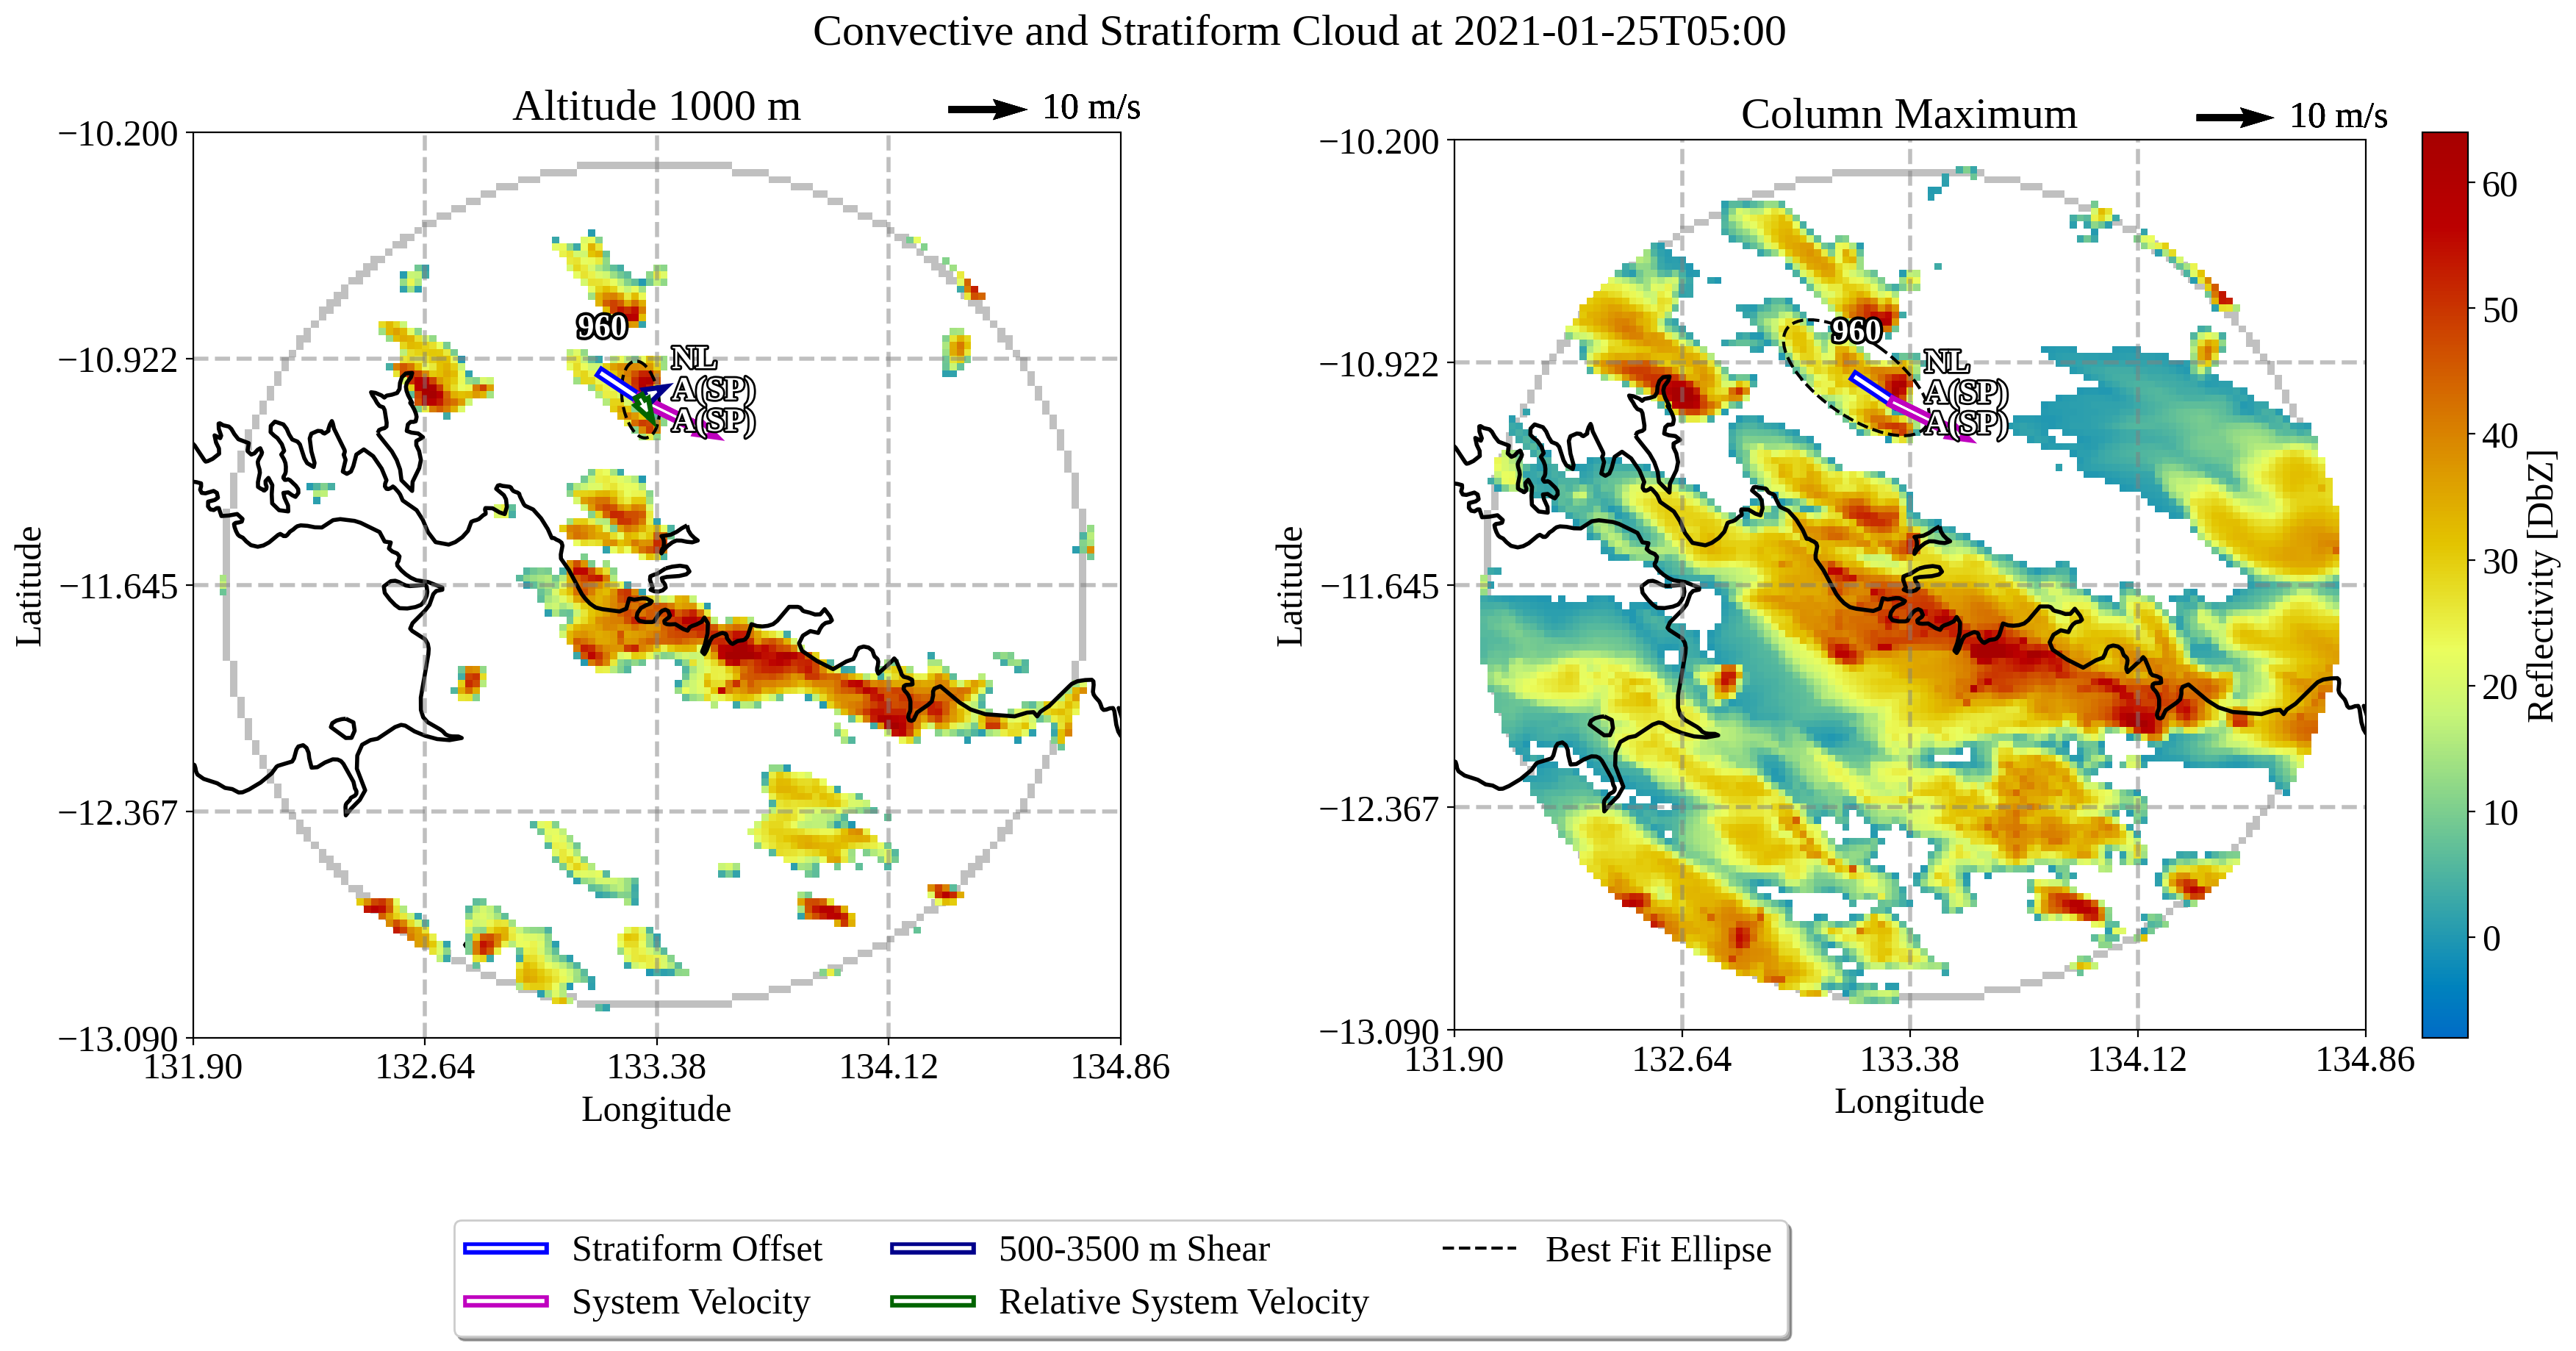 Convective and Stratiform Cloud at 2021-01-25T05:00
Altitude 1000 m
10 m/s
−10.200
−10.922
−11.645
−12.367
−13.090
Latitude
131.90
132.64
133.38
134.12
134.86
Longitude
960
NL
A(SP)
A(SP)
Column Maximum
10 m/s
−10.200
−10.922
−11.645
−12.367
−13.090
Latitude
131.90
132.64
133.38
134.12
134.86
Longitude
960
NL
A(SP)
A(SP)
60
50
40
30
20
10
0
Reflectivity [DbZ]
Stratiform Offset
System Velocity
500-3500 m Shear
Relative System Velocity
Best Fit Ellipse